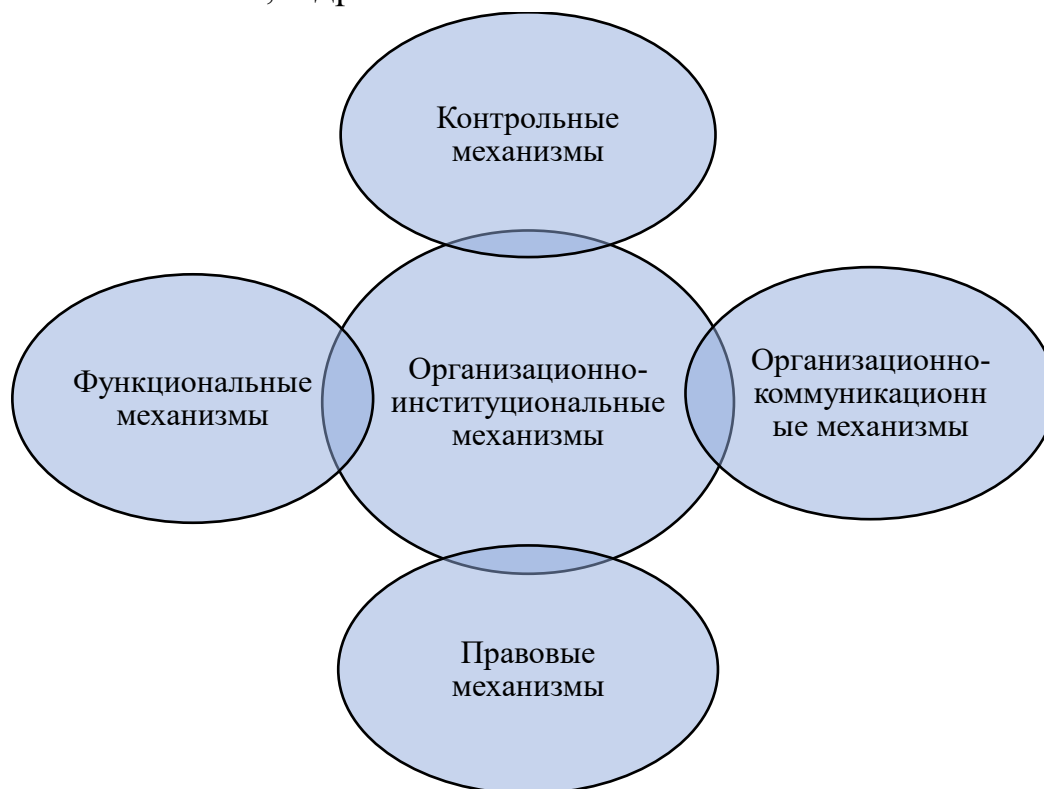 Контрольные
механизмы
Функциональные
механизмы
Организационно-
институциональные
механизмы
Организационно-
коммуникационн
ые механизмы
Правовые
механизмы